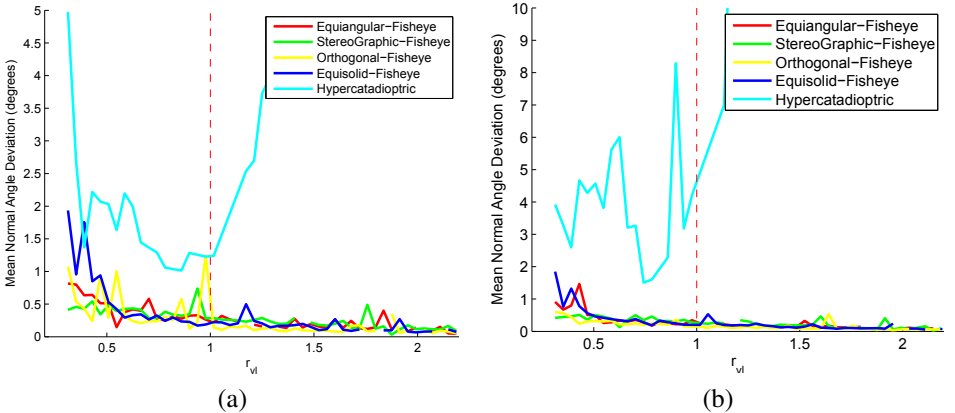 5
4.5
4
3.5
3
2.5
2
1.5
1
0.5
0
Mean Normal Angle Deviation (degrees)
Equiangular−Fisheye
StereoGraphic−Fisheye
Orthogonal−Fisheye
Equisolid−Fisheye
Hypercatadioptric
0.5 1 1.5 2
r_vl
(a)
10
9
8
7
6
5
4
3
2
1
0
Mean Normal Angle Deviation (degrees)
Equiangular−Fisheye
StereoGraphic−Fisheye
Orthogonal−Fisheye
Equisolid−Fisheye
Hypercatadioptric
0.5 1 1.5 2
r_vl
(b)